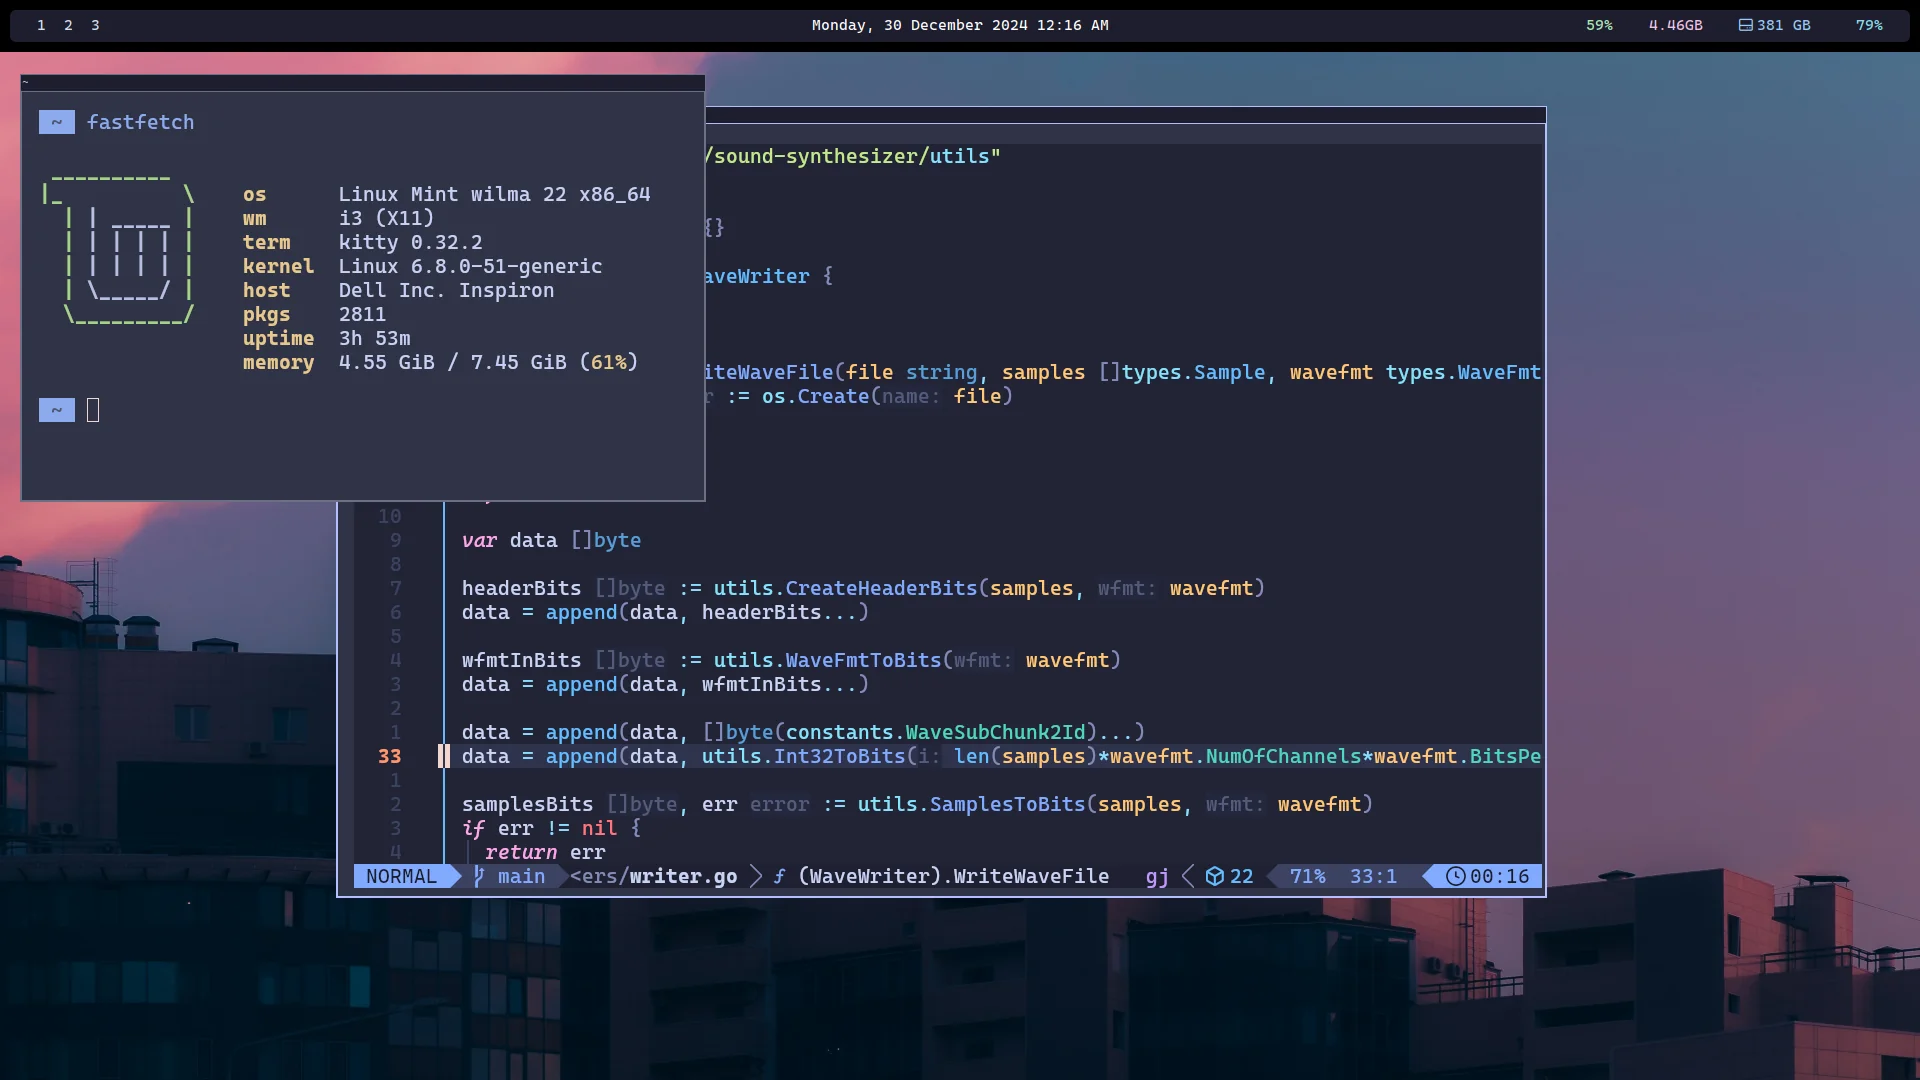 1 2 3
Monday, 30 December 2024 12:16 AM
59% 4.46GB 381 GB 79%
~
~ fastfetch
os Linux Mint wilma 22 x86_64
wm i3 (X11)
term kitty 0.32.2
kernel Linux 6.8.0-51-generic
host Dell Inc. Inspiron
pkgs 2811
uptime 3h 53m
memory 4.55 GiB / 7.45 GiB (61%)
~
/sound-synthesizer/utils"
{}
aveWriter {
iteWaveFile(file string, samples []types.Sample, wavefmt types.WaveFmt
r := os.Create(name: file)
10
9 var data []byte
8
7 headerBits []byte := utils.CreateHeaderBits(samples, wfmt: wavefmt)
6 data = append(data, headerBits...)
5
4 wfmtInBits []byte := utils.WaveFmtToBits(wfmt: wavefmt)
3 data = append(data, wfmtInBits...)
2
1 data = append(data, []byte(constants.WaveSubChunk2Id)...)
33 data = append(data, utils.Int32ToBits(i: len(samples)*wavefmt.NumOfChannels*wavefmt.BitsPe
1
2 samplesBits []byte, err error := utils.SamplesToBits(samples, wfmt: wavefmt)
3 if err != nil {
4 return err
NORMAL main <ers/writer.go ƒ (WaveWriter).WriteWaveFile gj 22 71% 33:1 00:16